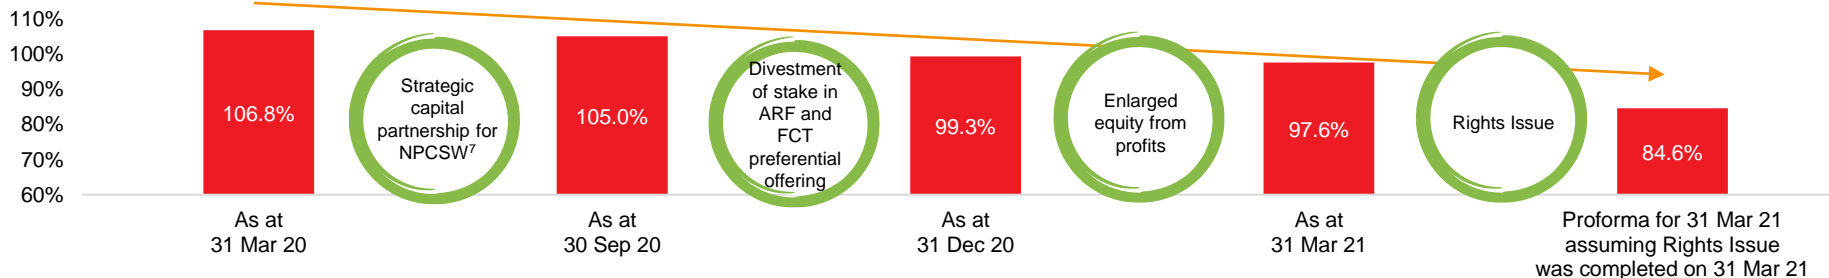 110%
100%
90%
80%
70%
60%
106.8%
Strategic
capital
partnership for
NPCSW7
105.0%
Divestment
of stake in
ARF and
FCT
preferential
offering
99.3%
Enlarged
equity from
profits
97.6%
Rights Issue
84.6%
As at
31 Mar 20
As at
30 Sep 20
As at
31 Dec 20
As at
31 Mar 21
Proforma for 31 Mar 21
assuming Rights Issue
was completed on 31 Mar 21